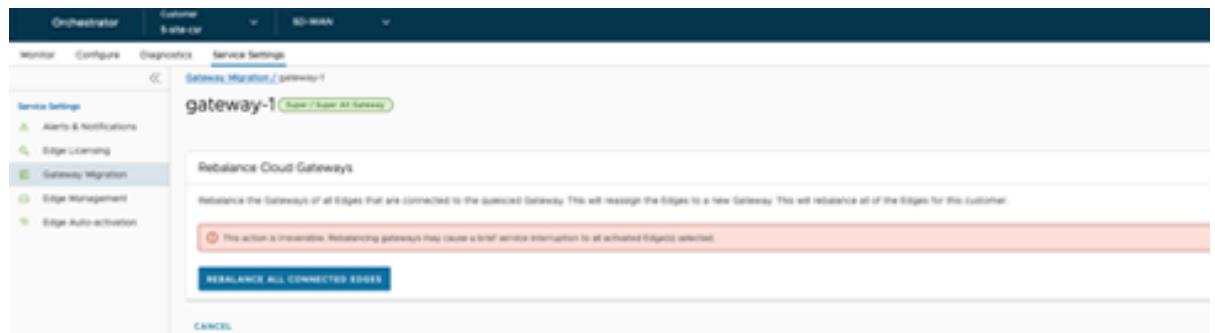 Orchestrator
Customer
5-site-csr
SD-WAN
Monitor Configure Diagnostics Service Settings
Gateway Migration / gateway-1
Service Settings
gateway-1 Super / Super Alt Gateway
Alerts & Notifications
Edge Licensing
Gateway Migration
Edge Management
Edge Auto-activation
Rebalance Cloud Gateways
Rebalance the Gateways of all Edges that are connected to the quiesced Gateway. This will reassign the Edges to a new Gateway. This will rebalance all of the Edges for this customer.
This action is irreversible. Rebalancing gateways may cause a brief service interruption to all activated Edge(s) selected.
REBALANCE ALL CONNECTED EDGES
CANCEL